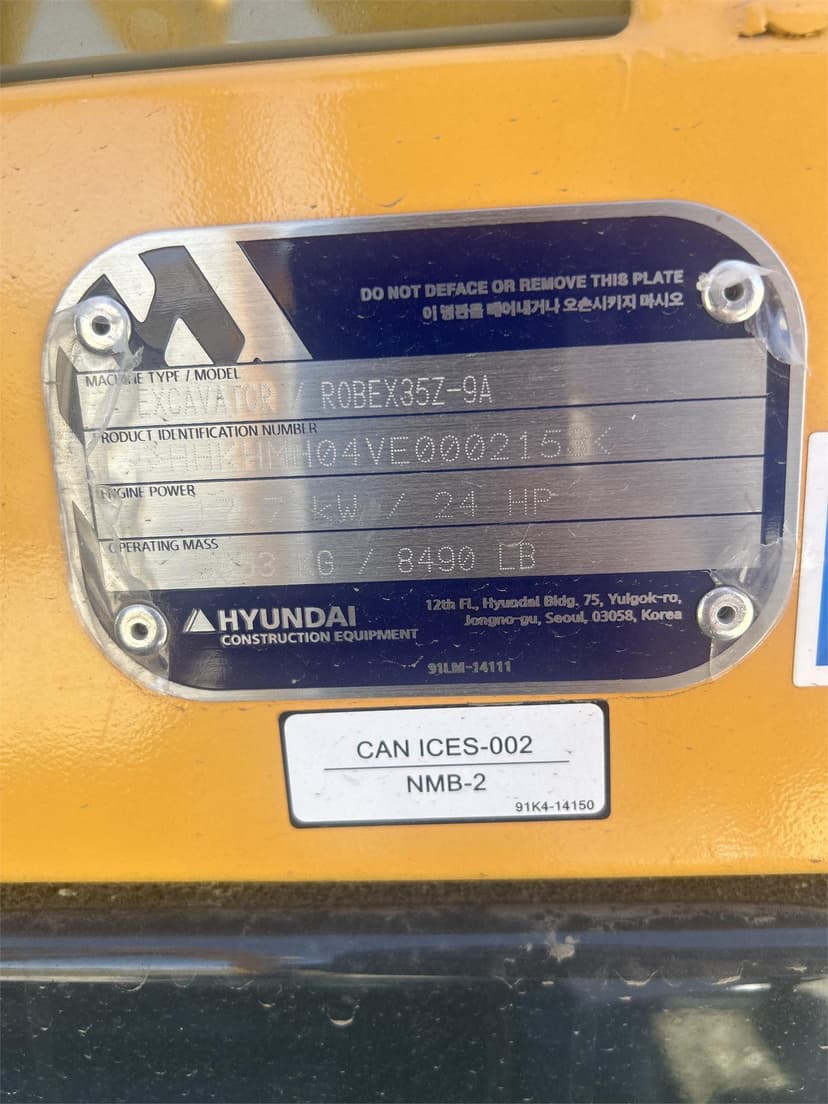 DO NOT DEFACE OR REMOVE THIS PLATE
이 명판을 떼어내거나 오손시키지 마시오
MACHINE TYPE / MODEL
EXCAVATOR / ROBEX35Z-9A
PRODUCT IDENTIFICATION NUMBER
ENGINE POWER
kW / 24 HP
OPERATING MASS
KG / 8490 LB
HYUNDAI
CONSTRUCTION EQUIPMENT
12th FL, Hyundai Bldg. 75, Yulgok-ro,
Jongno-gu, Seoul, 03058, Korea
91LM-14111
CAN ICES-002
NMB-2
91K4-14150